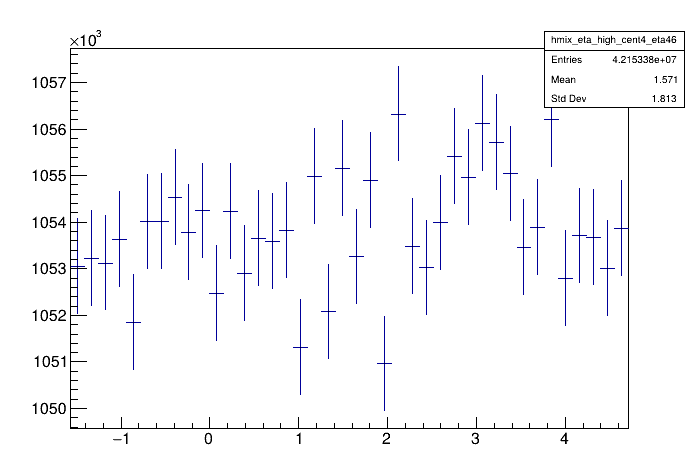 ×10³
hmix_eta_high_cent4_eta46
Entries 4.215338e+07
Mean 1.571
Std Dev 1.813
1057
1056
1055
1054
1053
1052
1051
1050
−1 0 1 2 3 4